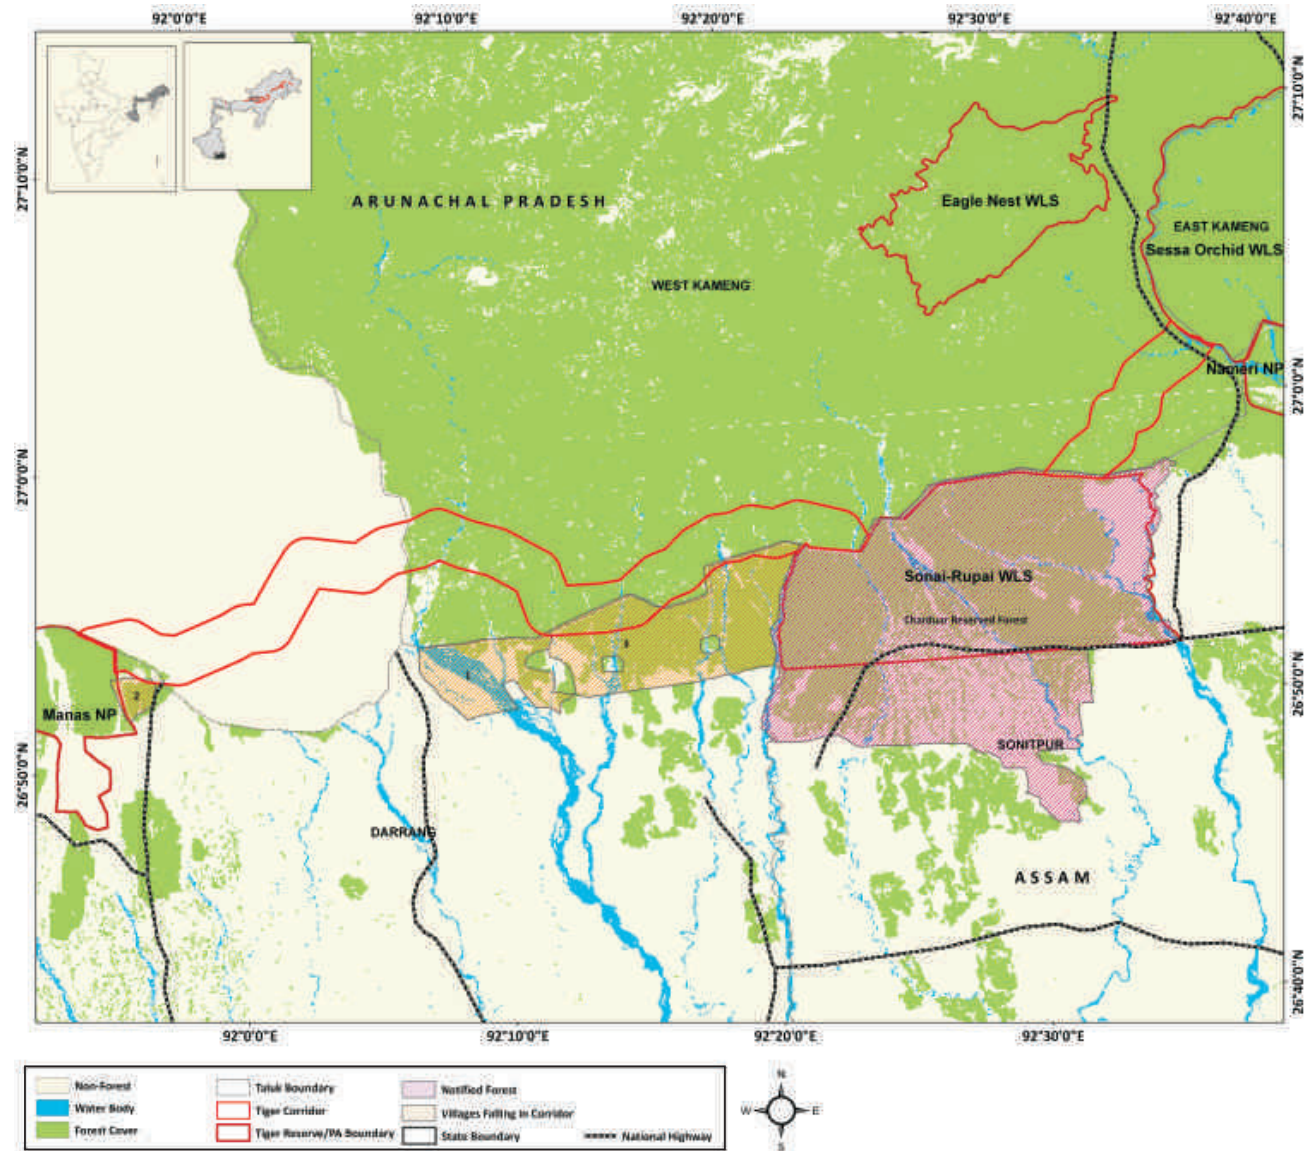 92°0'0"E 92°10'0"E 92°20'0"E 92°30'0"E 92°40'0"E
27°10'0"N
27°10'0"N
ARUNACHAL PRADESH
Eagle Nest WLS
EAST KAMENG
Sessa Orchid WLS
WEST KAMENG
Nameri NP
27°0'0"N
27°0'0"N
Sonai-Rupai WLS
Charduar Reserved Forest
3
1
2
26°50'0"N
Manas NP
SONITPUR
26°50'0"N
DARRANG
ASSAM
26°40'0"N
92°0'0"E 92°10'0"E 92°20'0"E 92°30'0"E
Non-Forest
Water Body
Forest Cover
Taluk Boundary
Tiger Corridor
Tiger Reserve/PA Boundary
Notified Forest
Villages Falling In Corridor
State Boundary
National Highway
N
W E
S